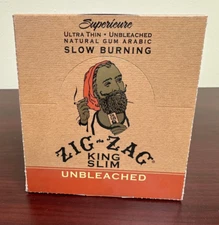 Superieure
ULTRA THIN • UNBLEACHED
NATURAL GUM ARABIC
SLOW BURNING
ZIG-ZAG
KING
SLIM
UNBLEACHED